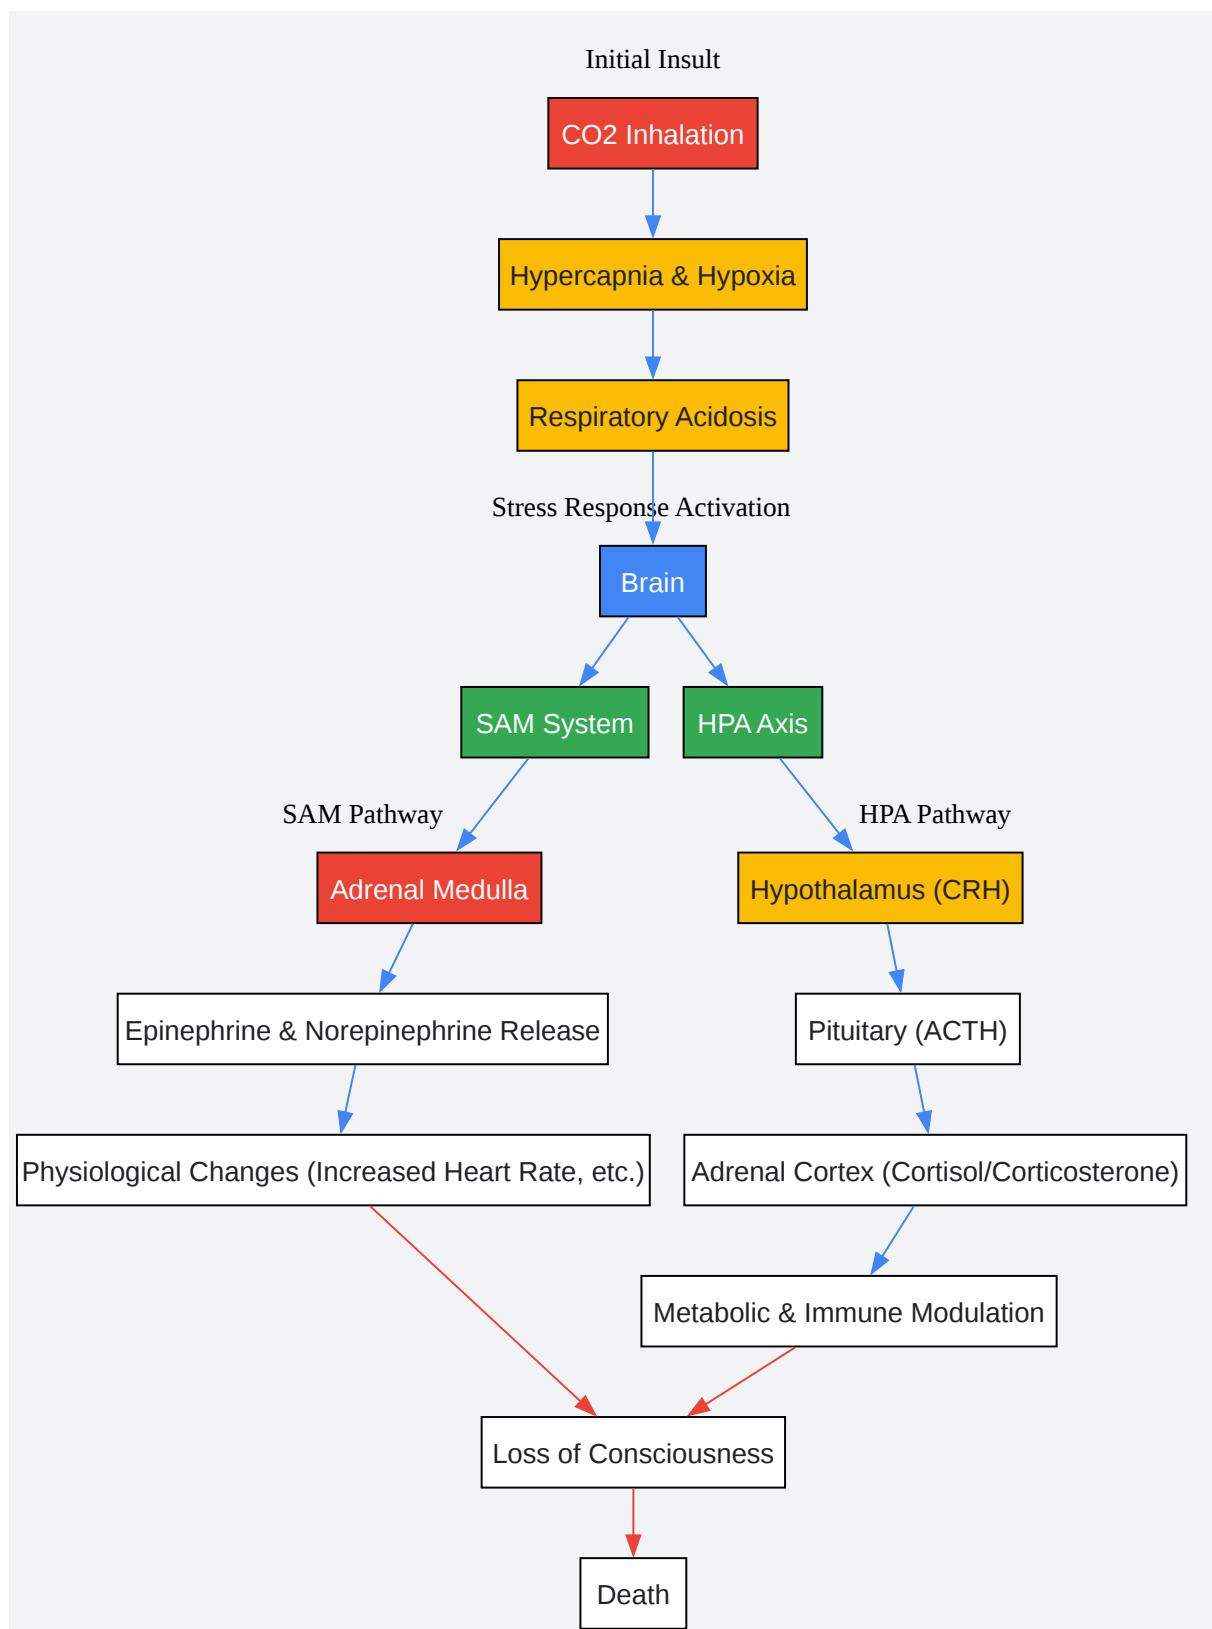 Initial Insult
CO2 Inhalation
Hypercapnia & Hypoxia
Respiratory Acidosis
Stress Response Activation
Brain
SAM System
HPA Axis
SAM Pathway
HPA Pathway
Adrenal Medulla
Hypothalamus (CRH)
Epinephrine & Norepinephrine Release
Pituitary (ACTH)
Physiological Changes (Increased Heart Rate, etc.)
Adrenal Cortex (Cortisol/Corticosterone)
Metabolic & Immune Modulation
Loss of Consciousness
Death